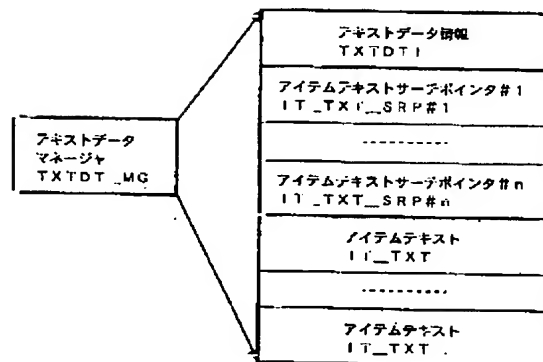 テキストデータ
マネージャ
TXTDT_MG
テキストデータ情報
TXTDTI
アイテムテキストサーチポインタ#1
IT_TXT_SRP#1
----------
アイテムテキストサーチポインタ#n
IT_TXT_SRP#n
アイテムテキスト
IT_TXT
----------
アイテムテキスト
IT_TXT